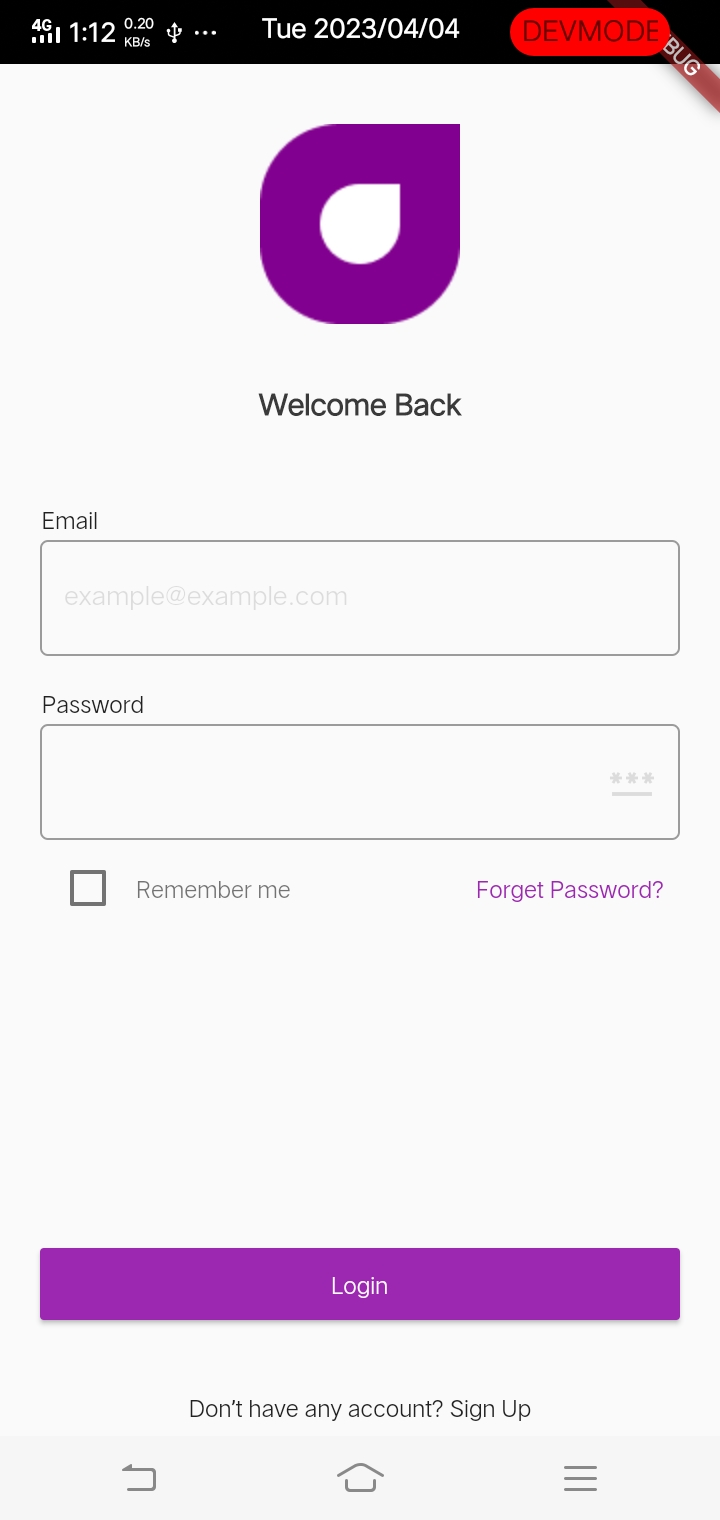 4G 1:12 0.20 KB/s ... Tue 2023/04/04 DEVMODE
BUG
Welcome Back
Email
example@example.com
Password
***
Remember me Forget Password?
Login
Don't have any account? Sign Up